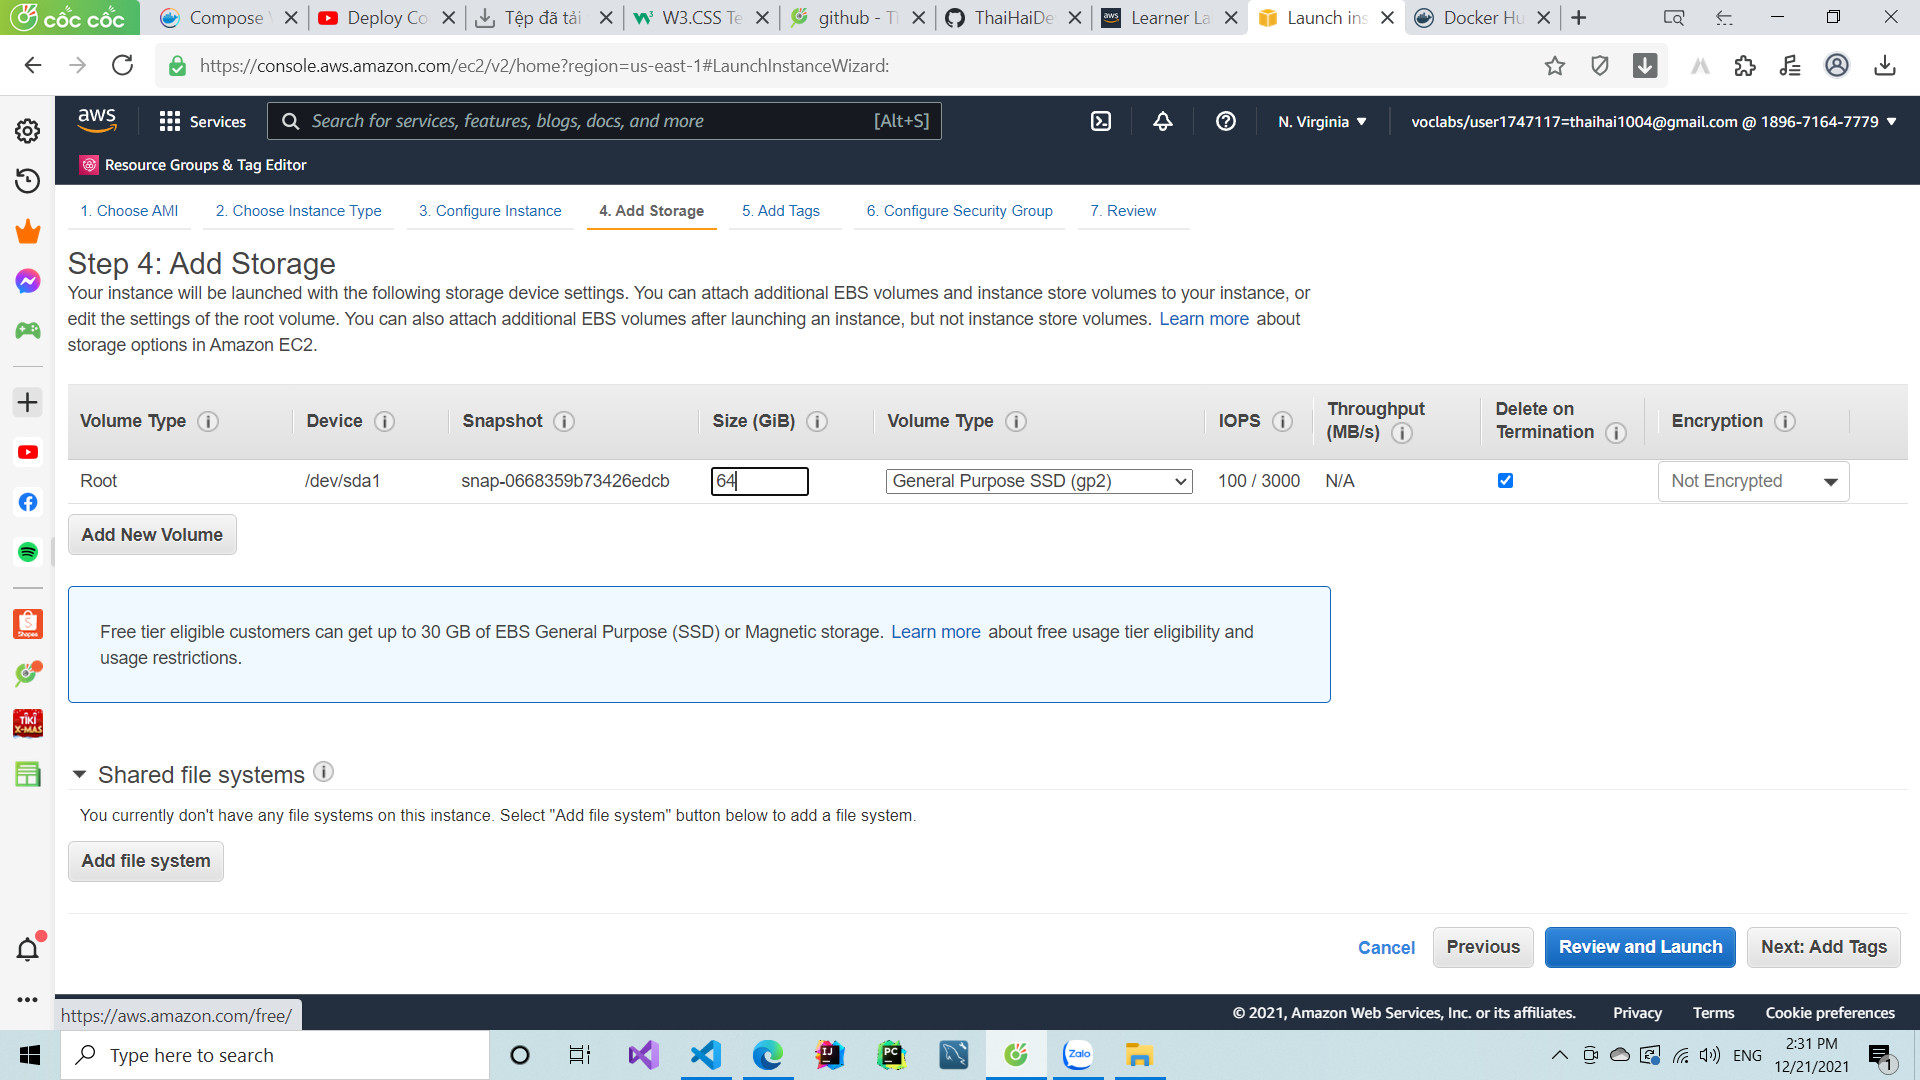 cốc cốc
Compose
Deploy Co
Tệp đã tải
W3.CSS Te
github - Ti
ThaiHaiDe
Learner La
Launch ins
Docker Hu
https://console.aws.amazon.com/ec2/v2/home?region=us-east-1#LaunchInstanceWizard:
aws
Services
Search for services, features, blogs, docs, and more
[Alt+S]
N. Virginia
voclabs/user1747117=thaihai1004@gmail.com @ 1896-7164-7779
Resource Groups & Tag Editor
1. Choose AMI
2. Choose Instance Type
3. Configure Instance
4. Add Storage
5. Add Tags
6. Configure Security Group
7. Review
Step 4: Add Storage
Your instance will be launched with the following storage device settings. You can attach additional EBS volumes and instance store volumes to your instance, or
edit the settings of the root volume. You can also attach additional EBS volumes after launching an instance, but not instance store volumes. Learn more about
storage options in Amazon EC2.
Volume Type
Device
Snapshot
Size (GiB)
Volume Type
IOPS
Throughput
(MB/s)
Delete on
Termination
Encryption
Root
/dev/sda1
snap-0668359b73426edcb
64
General Purpose SSD (gp2)
100 / 3000
N/A
Not Encrypted
Add New Volume
Free tier eligible customers can get up to 30 GB of EBS General Purpose (SSD) or Magnetic storage. Learn more about free usage tier eligibility and
usage restrictions.
Shared file systems
You currently don't have any file systems on this instance. Select "Add file system" button below to add a file system.
Add file system
Cancel
Previous
Review and Launch
Next: Add Tags
Shopee
TIKI
X-MAS
https://aws.amazon.com/free/
© 2021, Amazon Web Services, Inc. or its affiliates.
Privacy
Terms
Cookie preferences
Type here to search
IJ
PC
Zalo
ENG
2:31 PM
12/21/2021
1